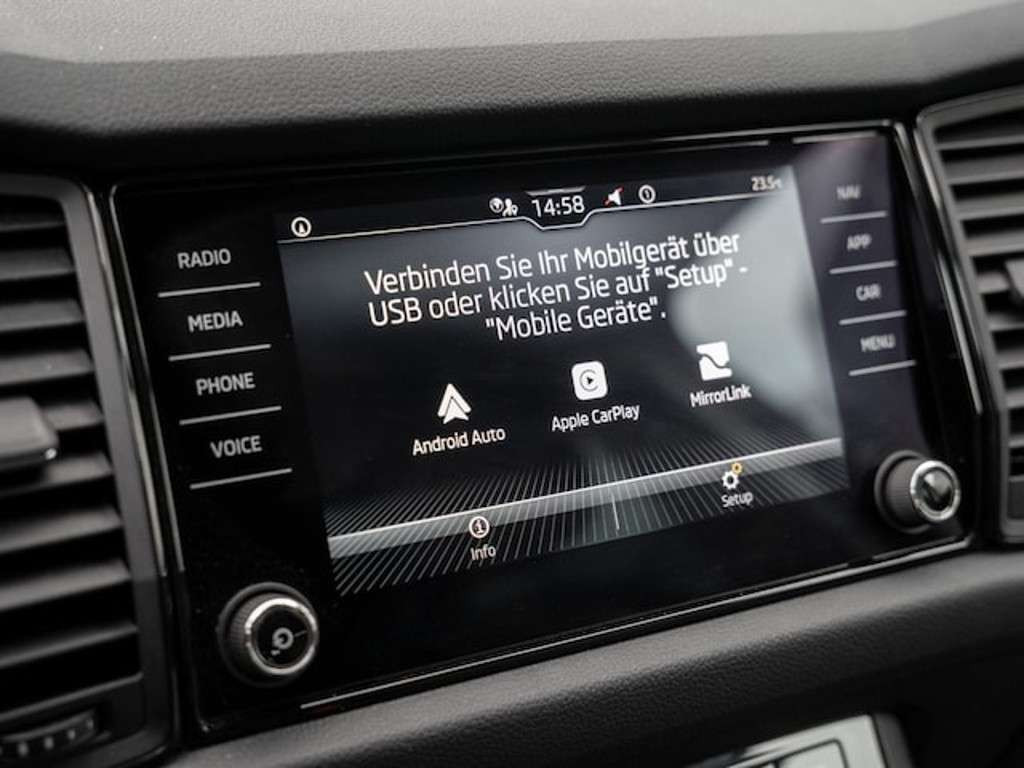 14:58
23.5
RADIO
MEDIA
PHONE
VOICE
Verbinden Sie Ihr Mobilgerät über
USB oder klicken Sie auf "Setup" -
"Mobile Geräte".
Android Auto
Apple CarPlay
MirrorLink
Info
Setup
NAV
APP
CAR
MENU